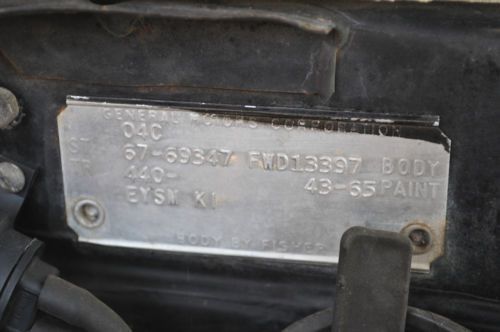 GENERAL MOTORS CORPORATION
04C
ST 67-69347 FWD13397 BODY
TR 440- 43-65 PAINT
EYSM K1
BODY BY FISHER